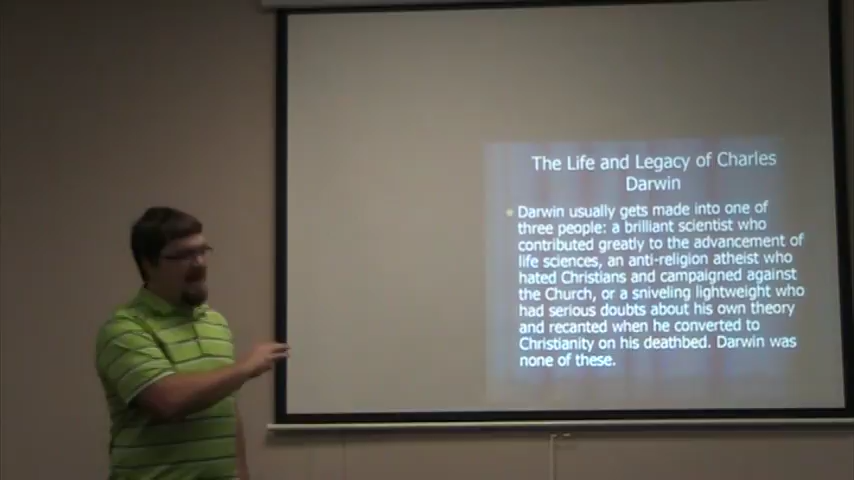 The Life and Legacy of Charles
Darwin
Darwin usually gets made into one of
three people: a brilliant scientist who
contributed greatly to the advancement of
life sciences, an anti-religion atheist who
hated Christians and campaigned against
the Church, or a sniveling lightweight who
had serious doubts about his own theory
and recanted when he converted to
Christianity on his deathbed. Darwin was
none of these.